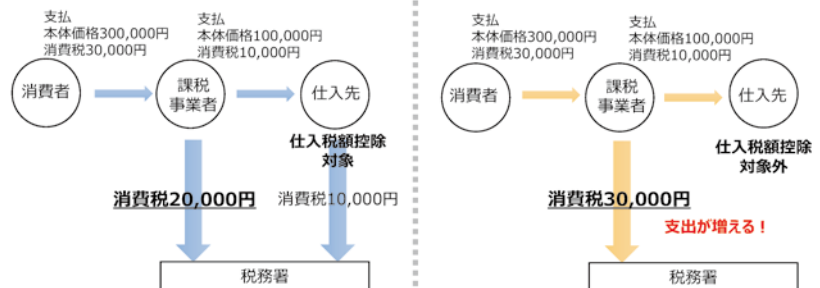 支払
本体価格300,000円
消費税30,000円
支払
本体価格100,000円
消費税10,000円
消費者
課税
事業者
仕入先
仕入税額控除
対象
消費税20,000円
消費税10,000円
税務署
支払
本体価格300,000円
消費税30,000円
支払
本体価格100,000円
消費税10,000円
消費者
課税
事業者
仕入先
仕入税額控除
対象外
消費税30,000円
支出が増える！
税務署